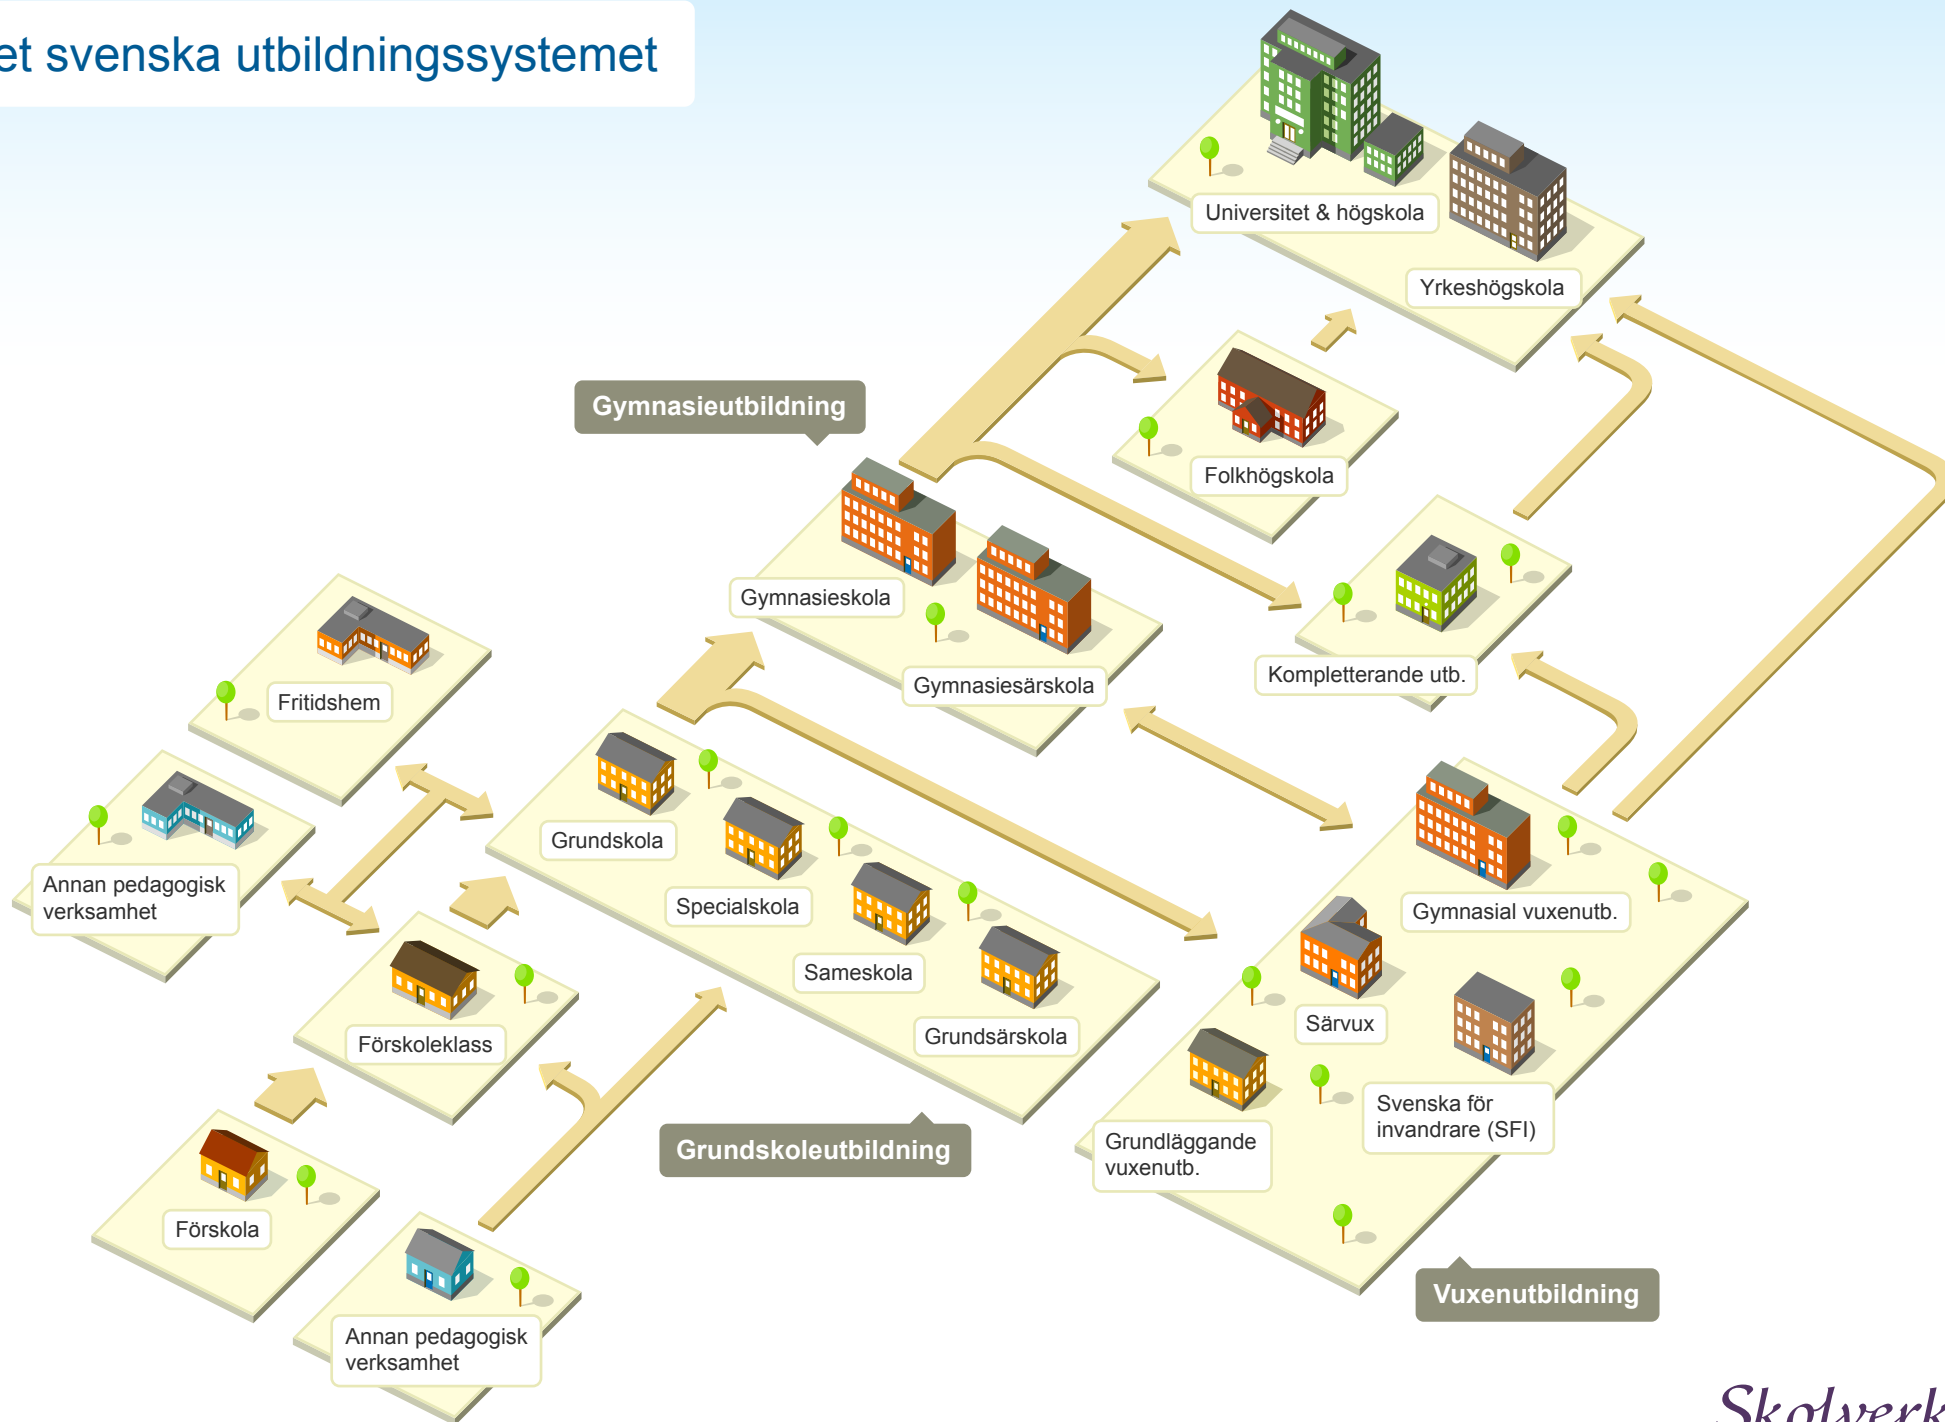 et svenska utbildningssystemet
Universitet & högskola
Yrkeshögskola
Gymnasieutbildning
Folkhögskola
Gymnasieskola
Gymnasiesärskola
Kompletterande utb.
Fritidshem
Grundskola
Annan pedagogisk
verksamhet
Specialskola
Gymnasial vuxenutb.
Sameskola
Särvux
Förskoleklass
Grundsärskola
Svenska för
invandrare (SFI)
Grundskoleutbildning
Grundläggande
vuxenutb.
Förskola
Vuxenutbildning
Annan pedagogisk
verksamhet
Skolverk